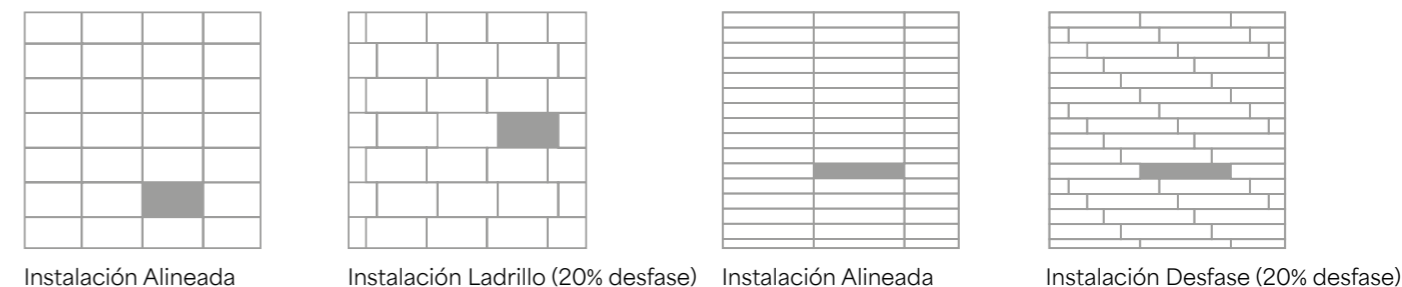 Instalación Alineada
Instalación Ladrillo (20% desfase)
Instalación Alineada
Instalación Desfase (20% desfase)